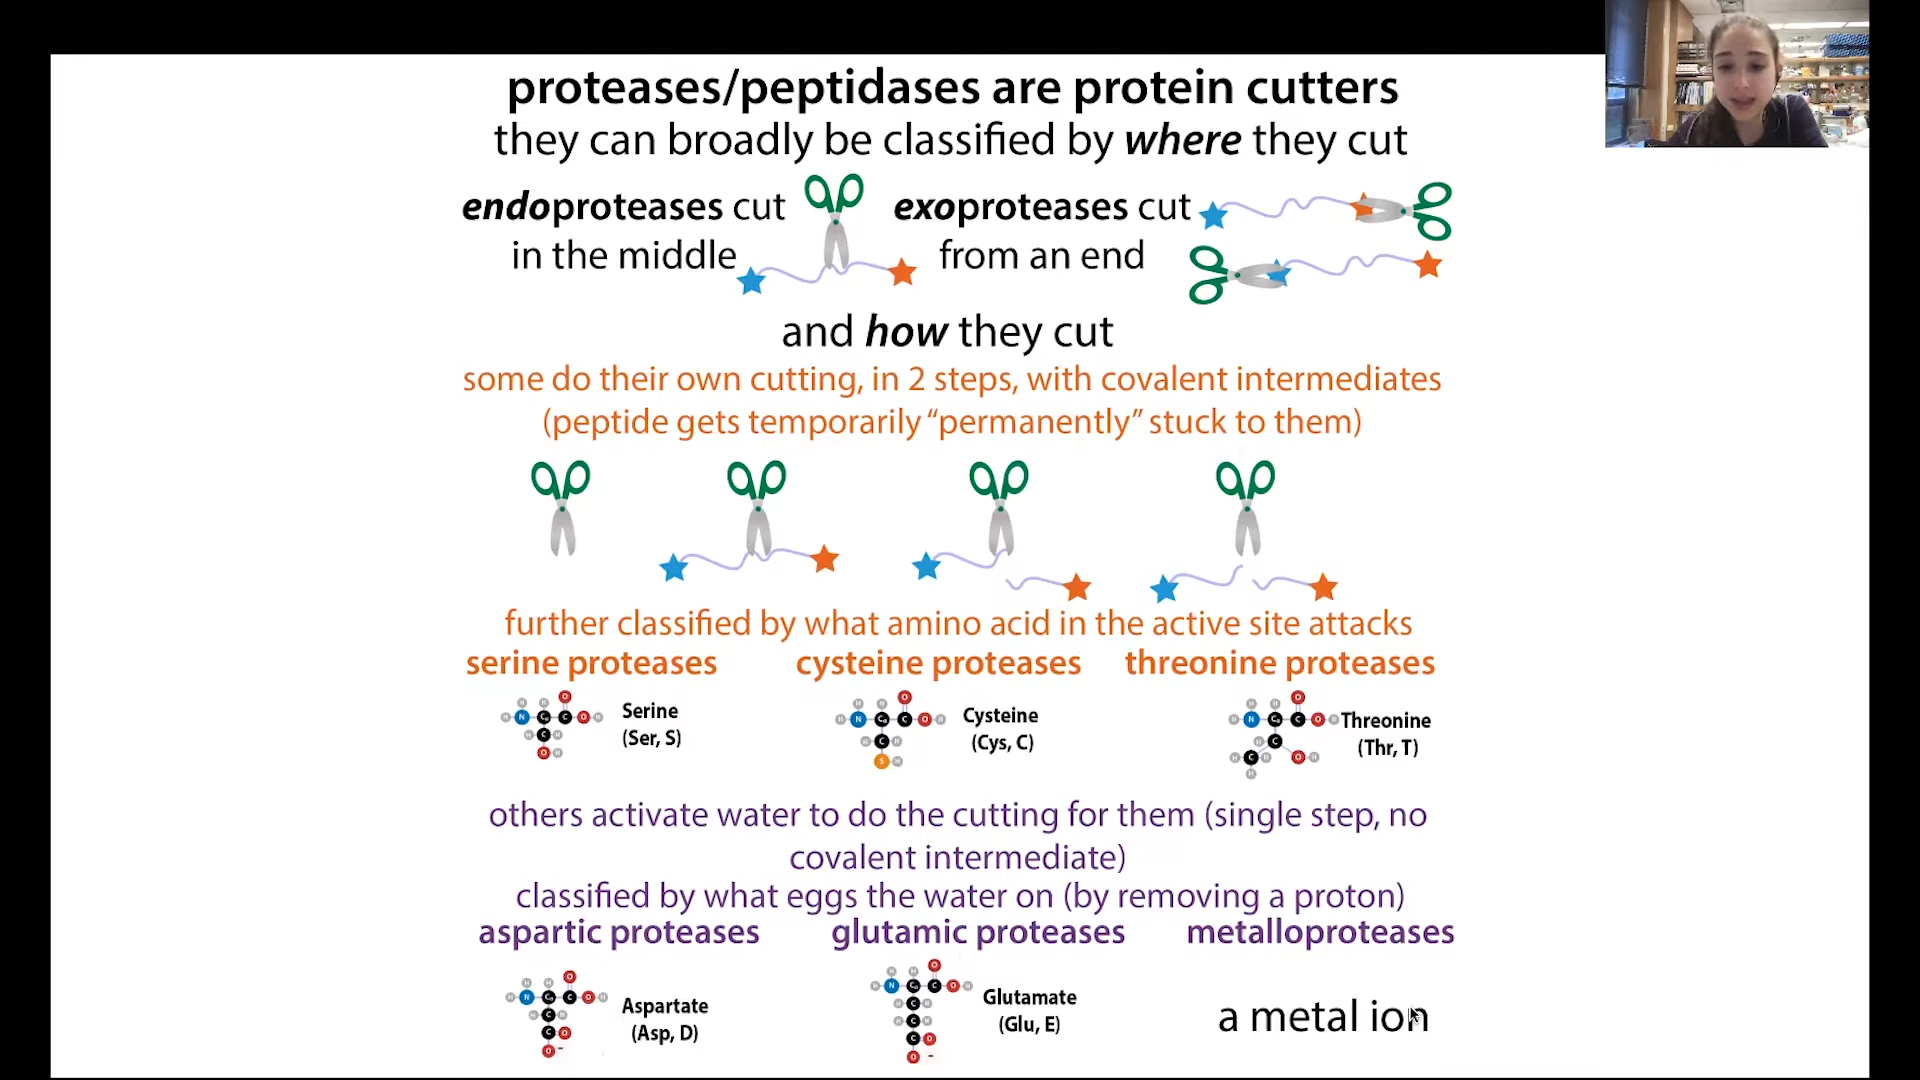 proteases/peptidases are protein cutters
they can broadly be classified by where they cut
endoproteases cut
in the middle
exoproteases cut
from an end
and how they cut
some do their own cutting, in 2 steps, with covalent intermediates
(peptide gets temporarily “permanently” stuck to them)
further classified by what amino acid in the active site attacks
serine proteases
cysteine proteases
threonine proteases
Serine
(Ser, S)
Cysteine
(Cys, C)
Threonine
(Thr, T)
others activate water to do the cutting for them (single step, no
covalent intermediate)
classified by what eggs the water on (by removing a proton)
aspartic proteases
glutamic proteases
metalloproteases
Aspartate
(Asp, D)
Glutamate
(Glu, E)
a metal ion